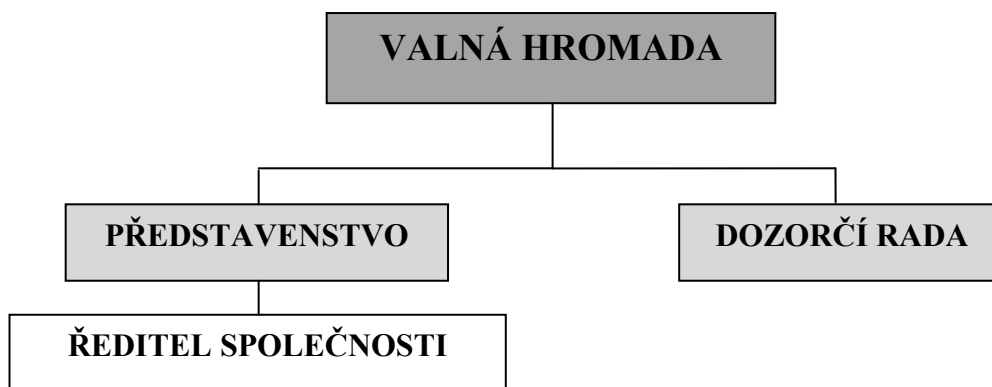 VALNÁ HROMADA
PŘEDSTAVENSTVO
DOZORČÍ RADA
ŘEDITEL SPOLEČNOSTI